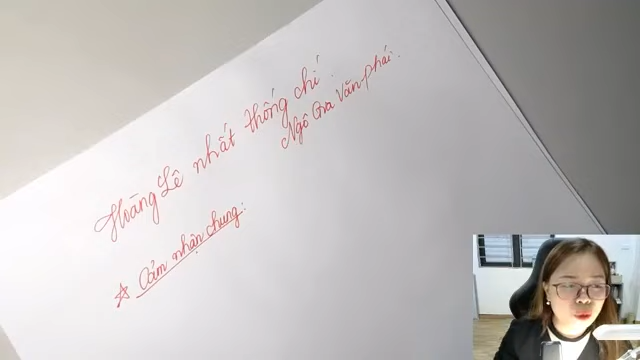 Hoàng Lê nhất thống chí
Ngô Gia Văn phái.
☆ Cảm nhận chung: